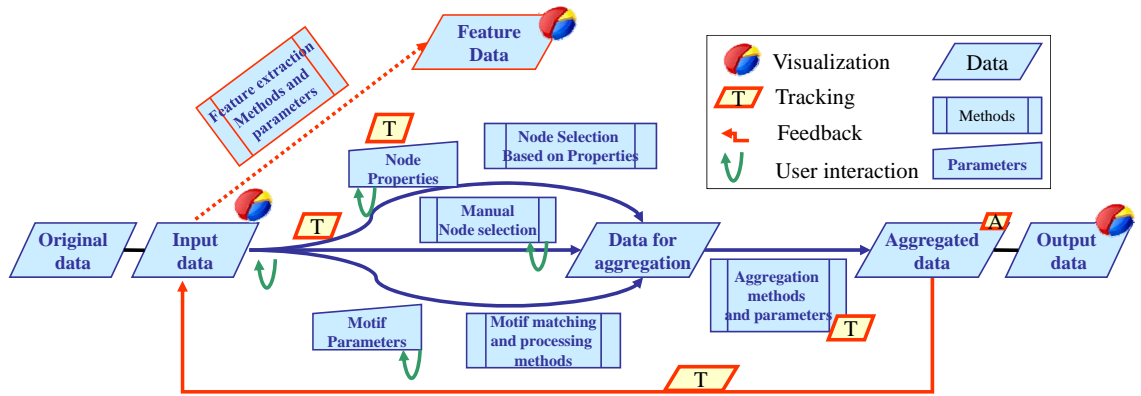 Feature
Data
Feature extraction
Methods and
parameters
Visualization
Data
T
Tracking
Methods
Feedback
User interaction
Parameters
T
Node
Properties
Node Selection
Based on Properties
T
Manual
Node selection
Original
data
Input
data
Data for
aggregation
Aggregated
data
A
Output
data
Aggregation
methods
and parameters
T
Motif
Parameters
Motif matching
and processing
methods
T